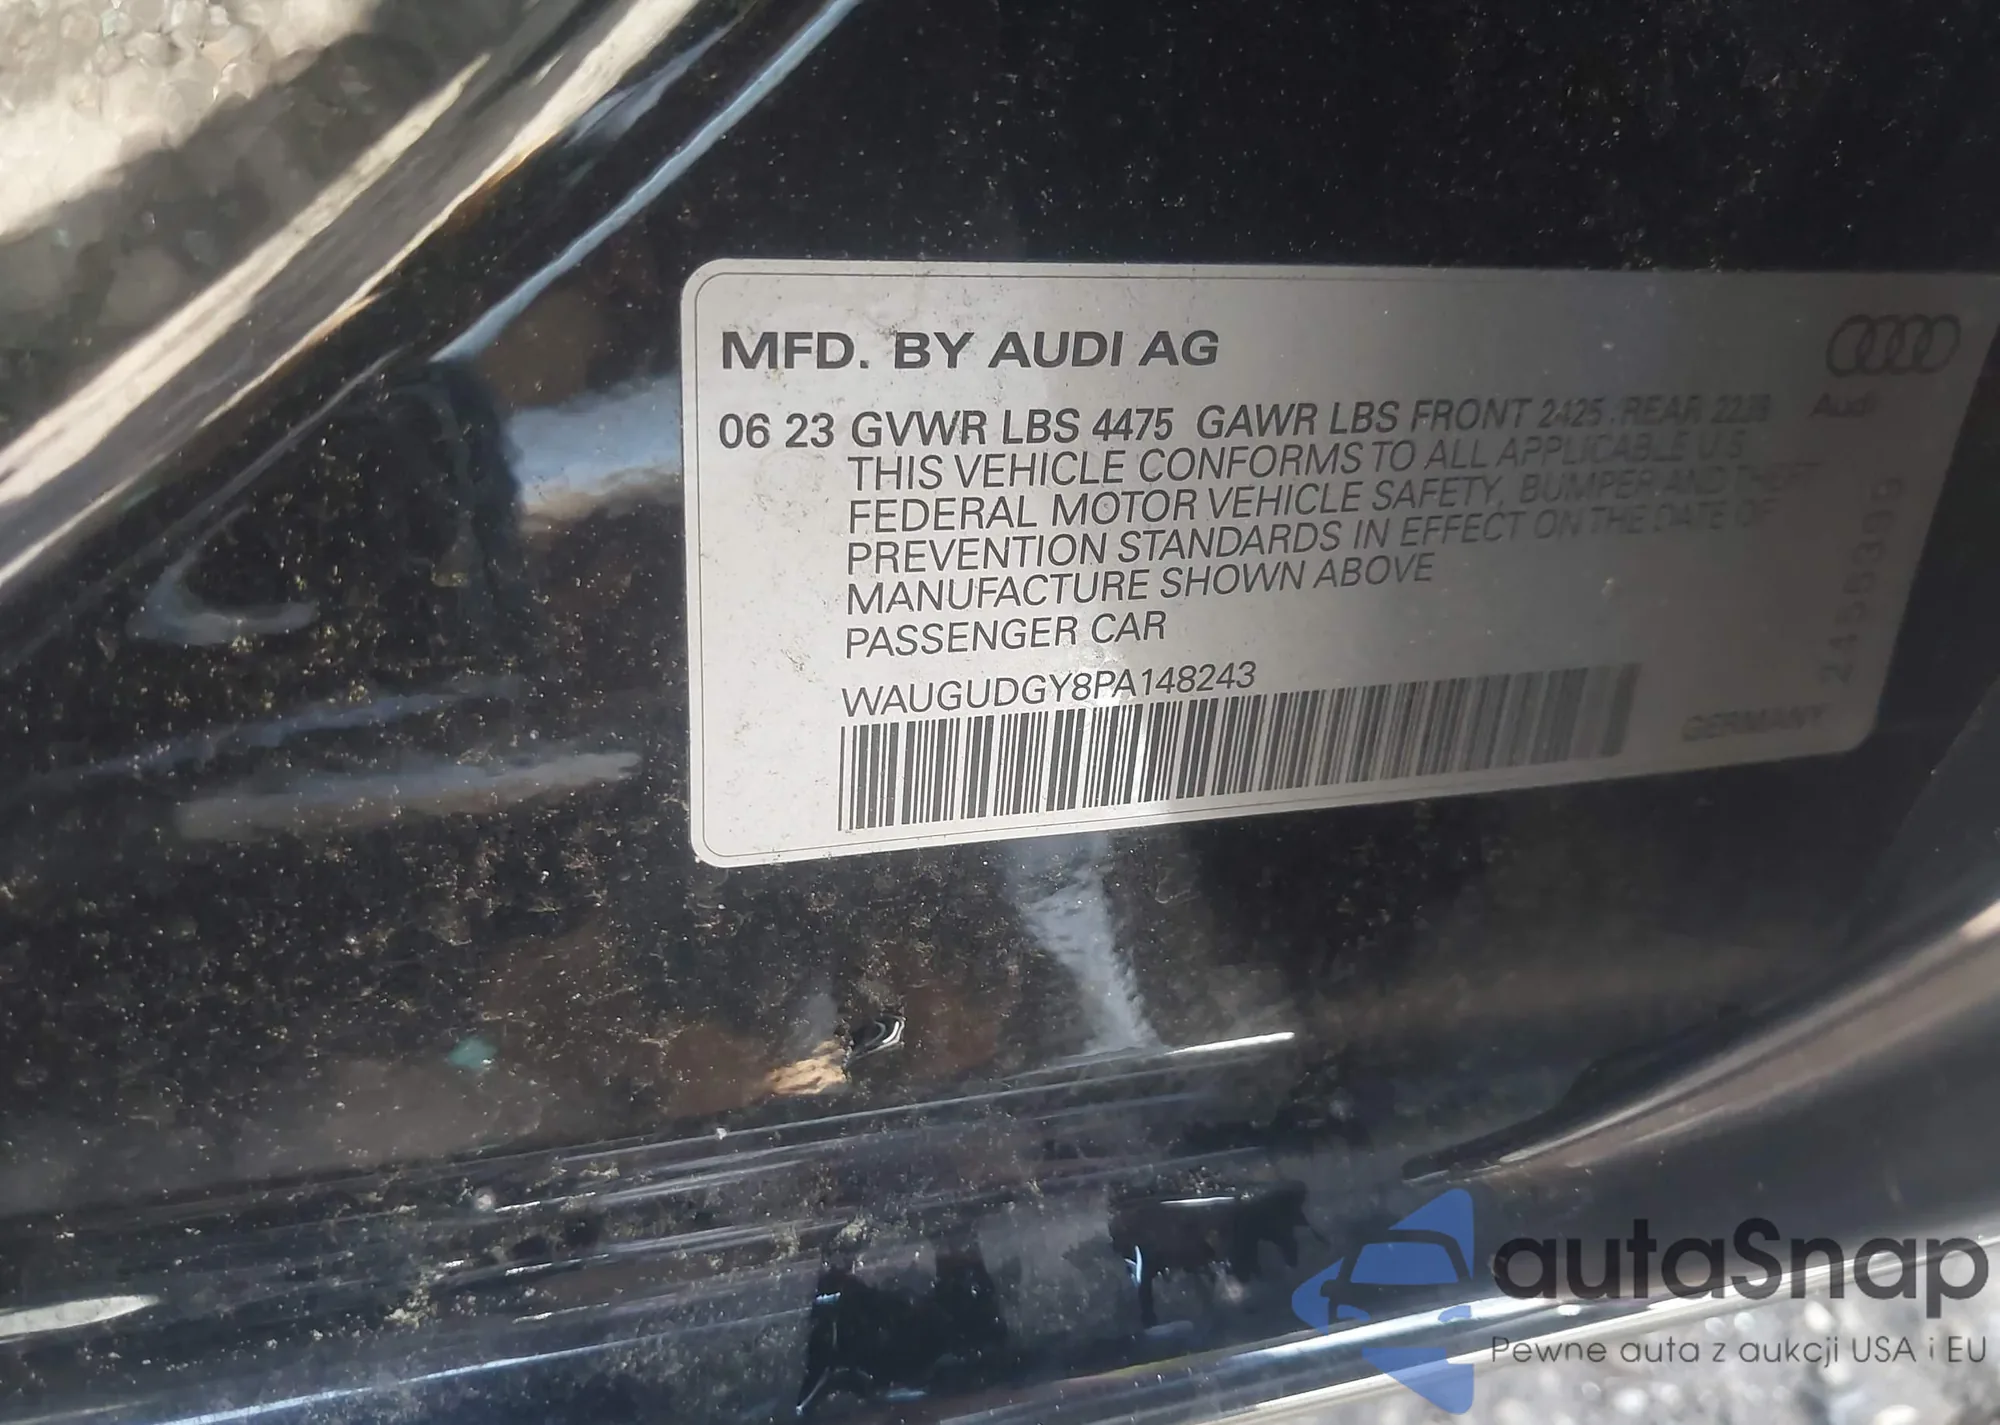 MFD. BY AUDI AG
06 23 GVWR LBS 4475 GAWR LBS FRONT 2425 REAR
Audi
THIS VEHICLE CONFORMS TO ALL APPLICABLE U.S
FEDERAL MOTOR VEHICLE SAFETY, BUMPER AND THEFT
PREVENTION STANDARDS IN EFFECT ON THE DATE OF
MANUFACTURE SHOWN ABOVE
PASSENGER CAR
WAUGUDGY8PA148243
GERMANY
autaSnap
Pewne auta z aukcji USA i EU